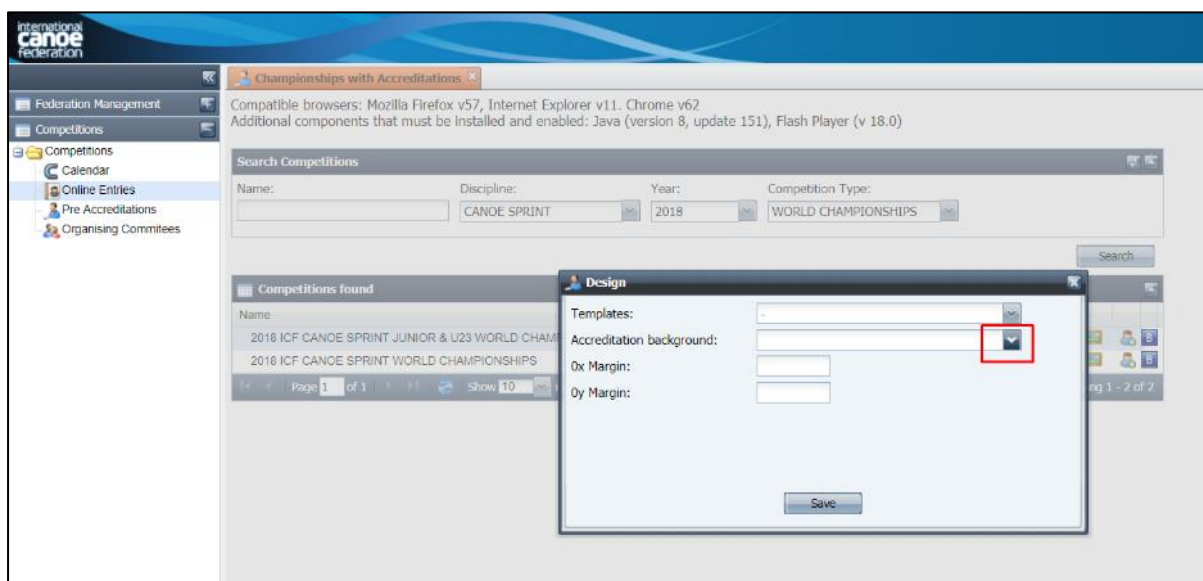 international
canoe
federation
Championships with Accreditations
Federation Management
Competitions
Competitions
Calendar
Online Entries
Pre Accreditations
Organising Commitees
Compatible browsers: Mozilla Firefox v57, Internet Explorer v11. Chrome v62
Additional components that must be installed and enabled: Java (version 8, update 151), Flash Player (v 18.0)
Search Competitions
Name: Discipline: Year: Competition Type:
CANOE SPRINT 2018 WORLD CHAMPIONSHIPS
Search
Competitions found
Name
2018 ICF CANOE SPRINT JUNIOR & U23 WORLD CHAM
B
2018 ICF CANOE SPRINT WORLD CHAMPIONSHIPS
B
Page 1 of 1 Show 10
ng 1 - 2 of 2
Design
Templates: -
Accreditation background:
0x Margin:
0y Margin:
Save